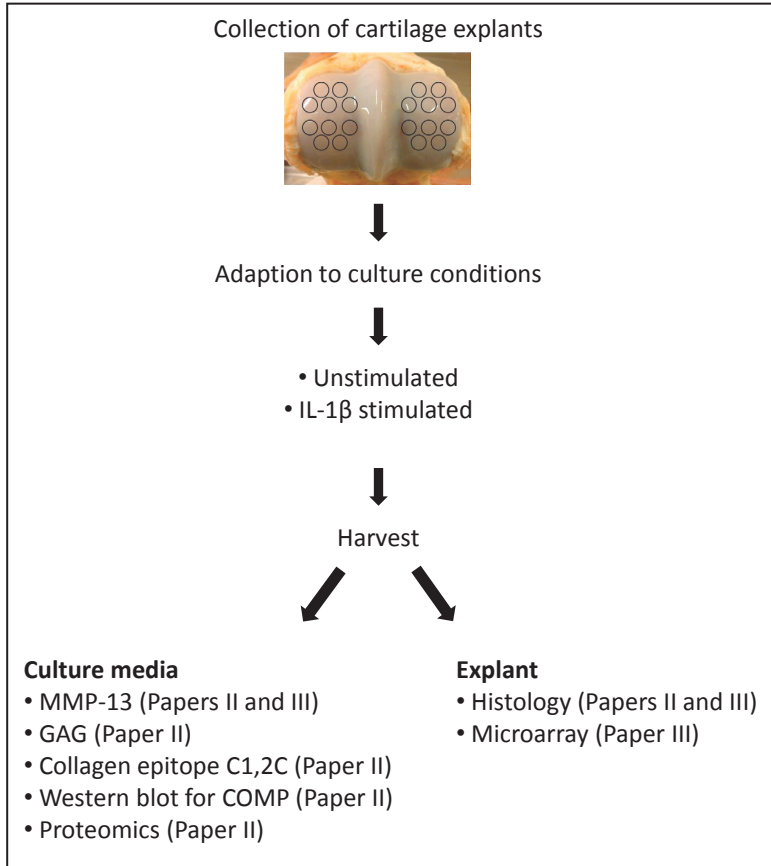 Collection of cartilage explants
Adaption to culture conditions
• Unstimulated
• IL-1β stimulated
Harvest
Culture media
• MMP-13 (Papers II and III)
• GAG (Paper II)
• Collagen epitope C1,2C (Paper II)
• Western blot for COMP (Paper II)
• Proteomics (Paper II)
Explant
• Histology (Papers II and III)
• Microarray (Paper III)